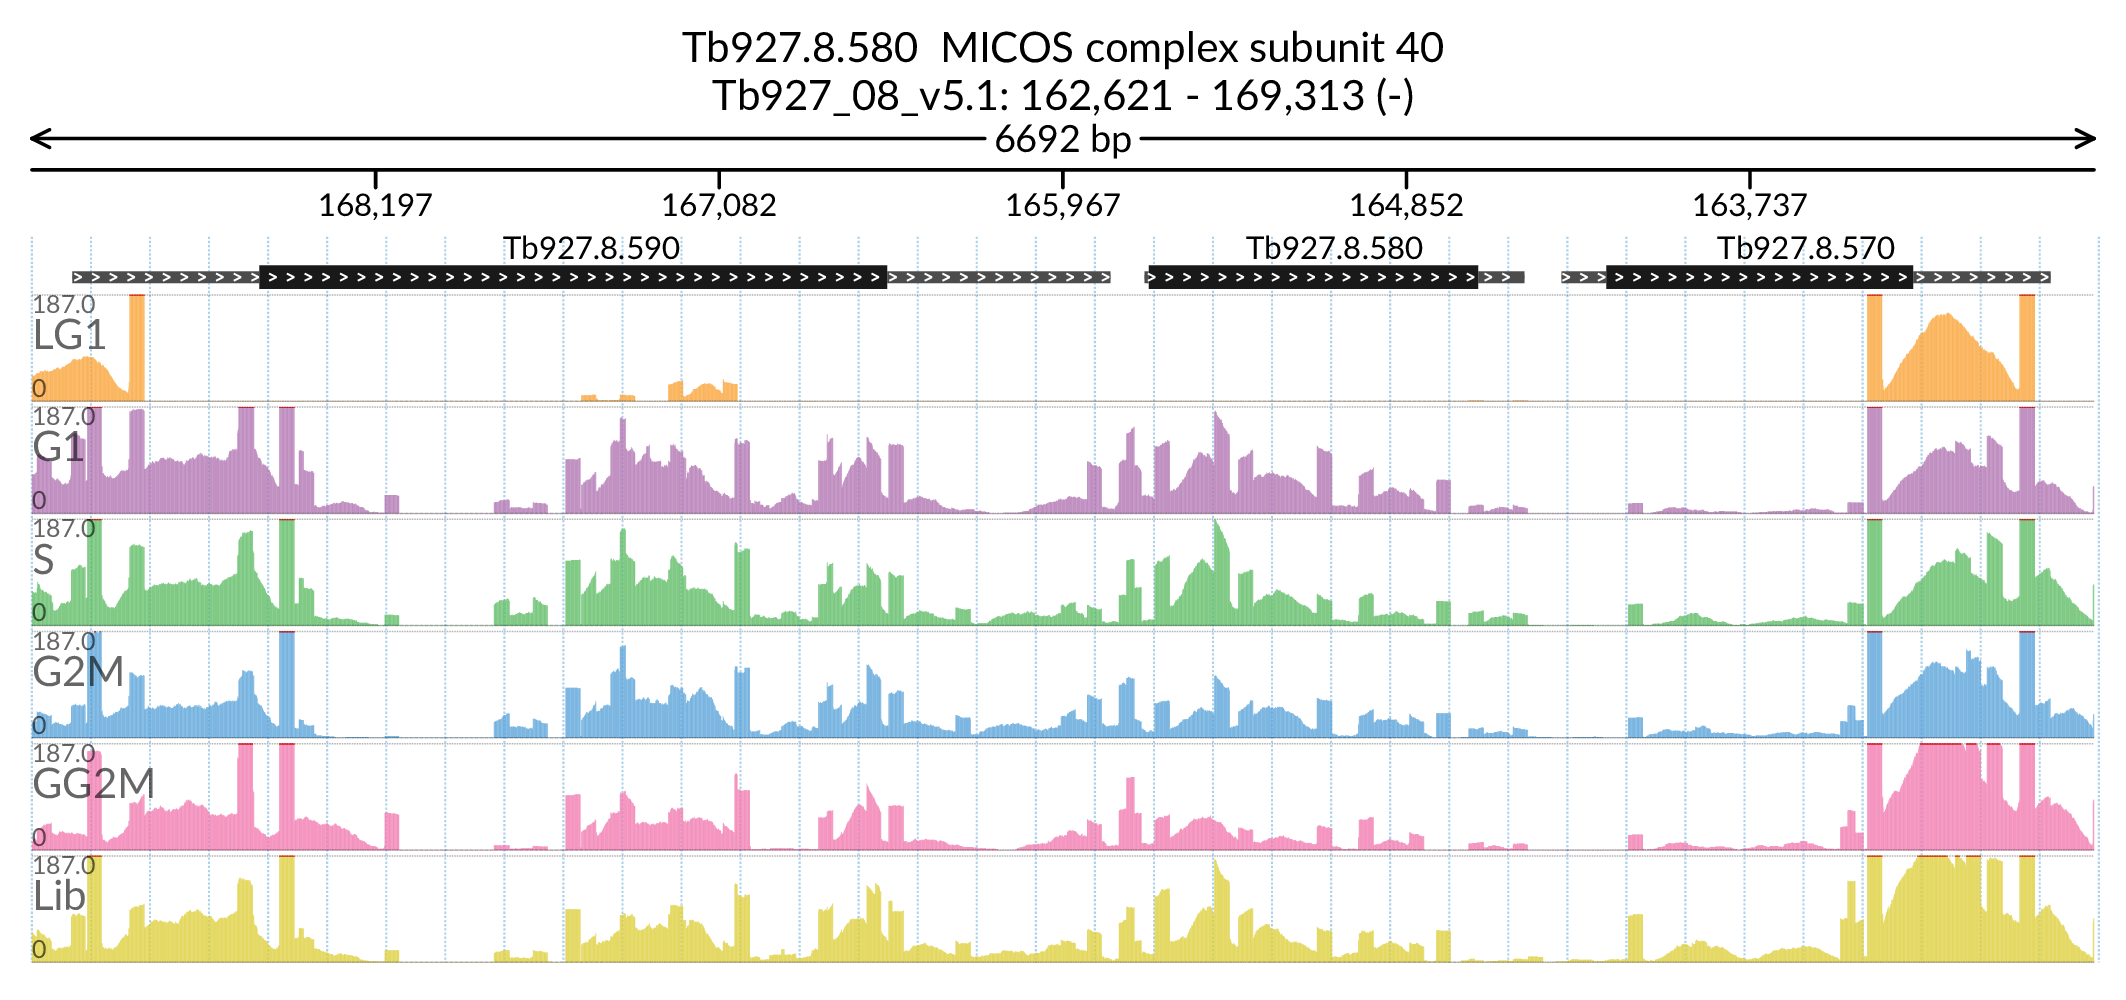 Tb927.8.580 MICOS complex subunit 40
Tb927_08_v5.1: 162,621 - 169,313 (-)
6692 bp
168,197 167,082 165,967 164,852 163,737
Tb927.8.590 Tb927.8.580 Tb927.8.570
187.0
LG1
0
187.0
G1
0
187.0
S
0
187.0
G2M
0
187.0
GG2M
0
187.0
Lib
0